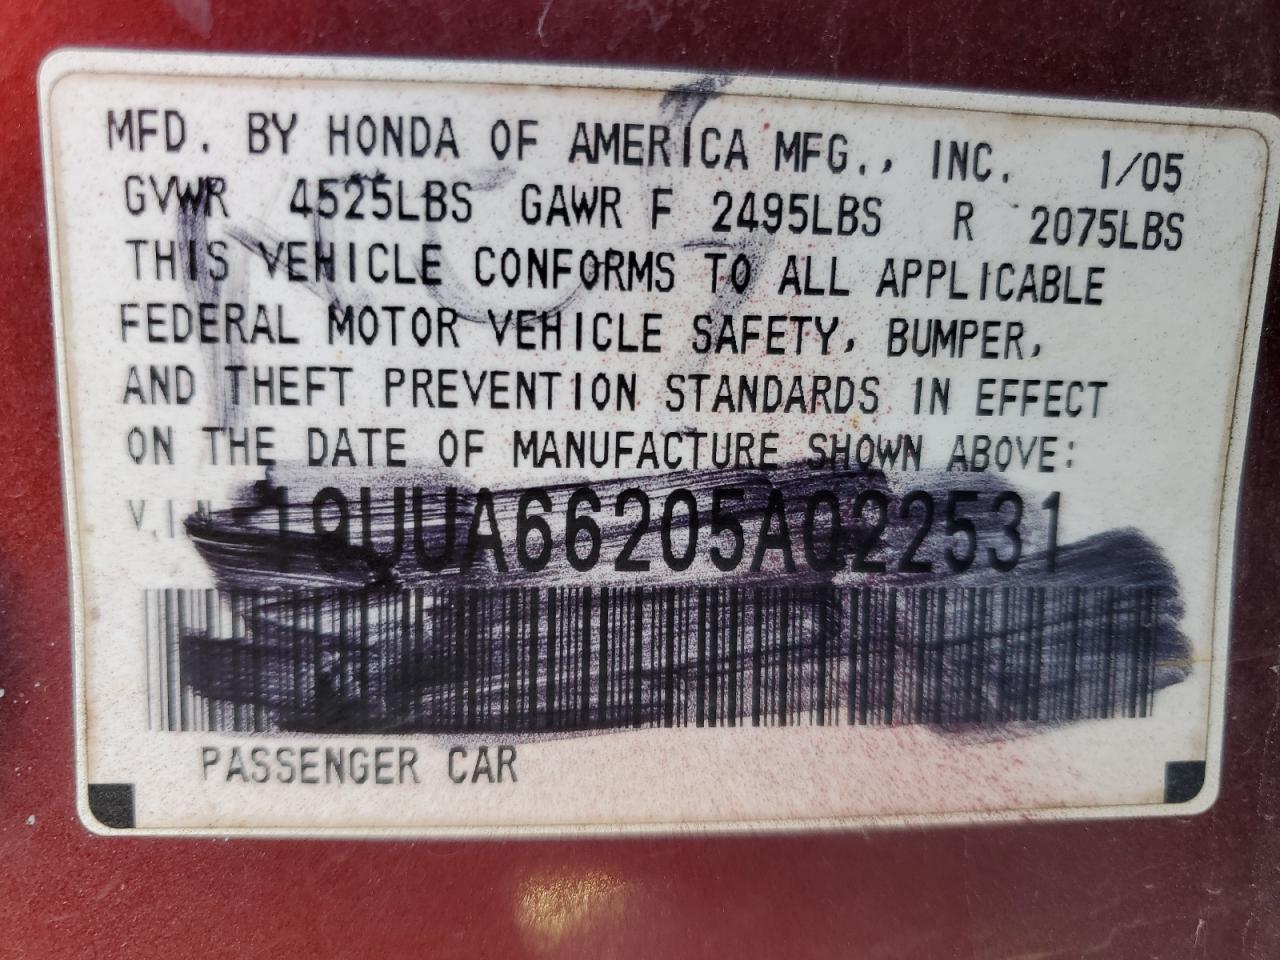 MFD. BY HONDA OF AMERICA MFG., INC. 1/05
GVWR 4525LBS GAWR F 2495LBS R 2075LBS
THIS VEHICLE CONFORMS TO ALL APPLICABLE
FEDERAL MOTOR VEHICLE SAFETY, BUMPER,
AND THEFT PREVENTION STANDARDS IN EFFECT
ON THE DATE OF MANUFACTURE SHOWN ABOVE:
V.I.N. 19UUA66205A022531
PASSENGER CAR